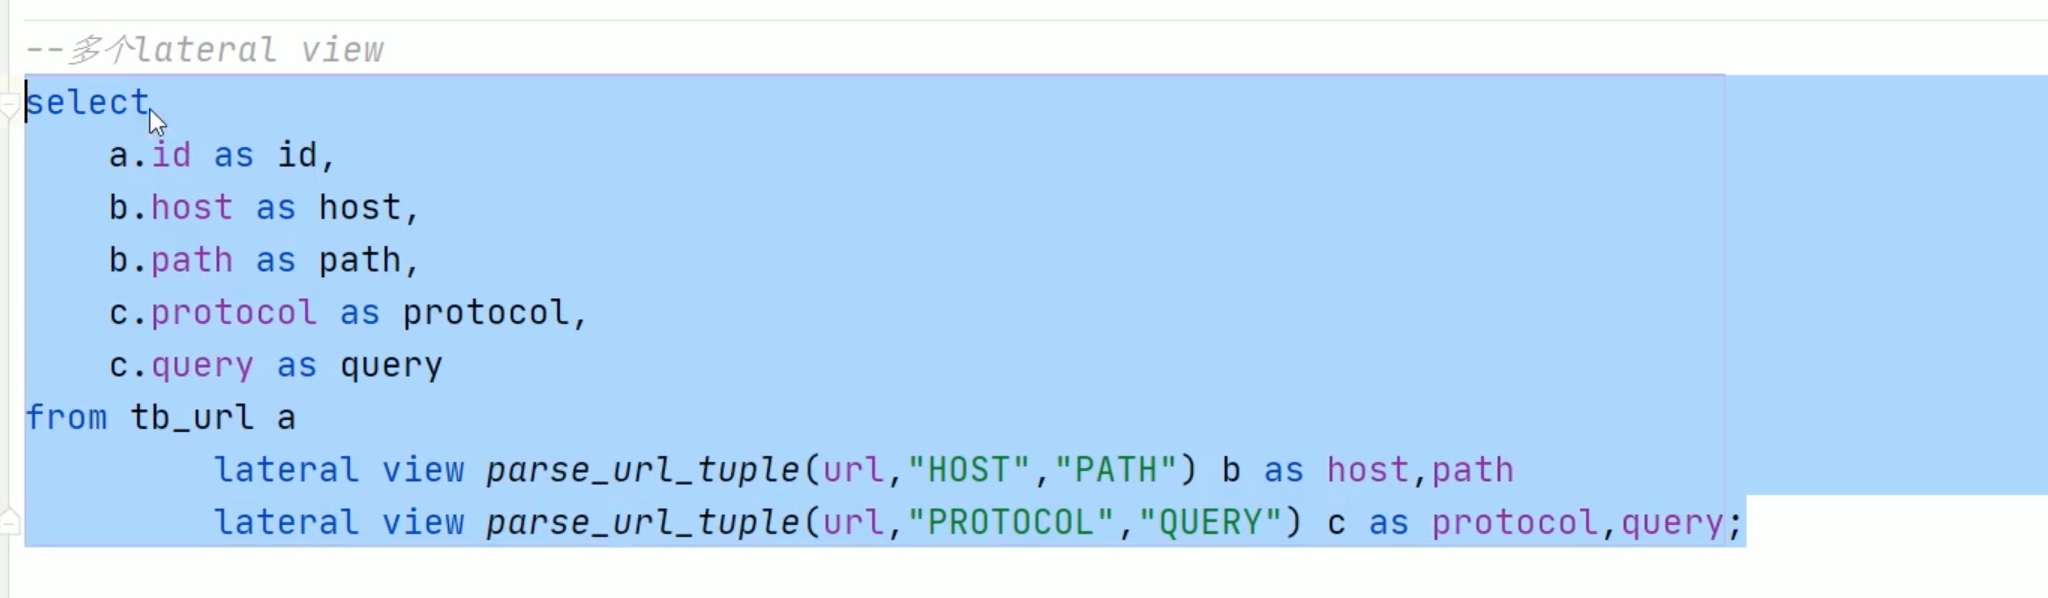 --多个lateral view
select
    a.id as id,
    b.host as host,
    b.path as path,
    c.protocol as protocol,
    c.query as query
from tb_url a
         lateral view parse_url_tuple(url,"HOST","PATH") b as host,path
         lateral view parse_url_tuple(url,"PROTOCOL","QUERY") c as protocol,query;